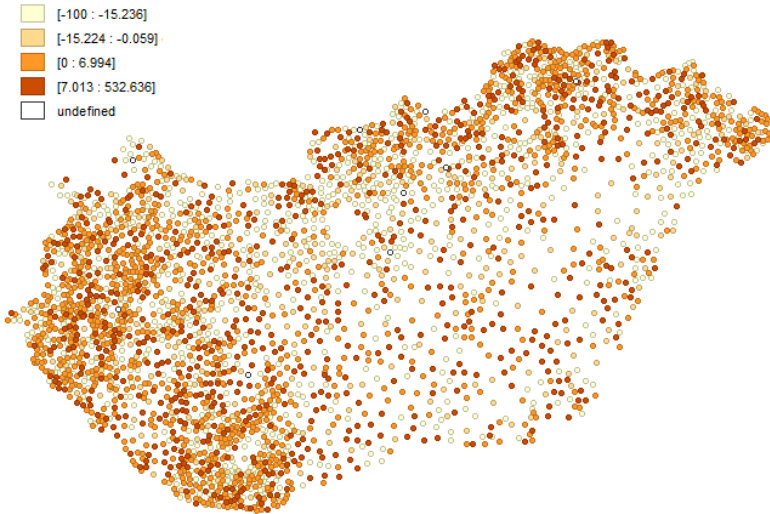 [-100 : -15.236]
[-15.224 : -0.059]
[0 : 6.994]
[7.013 : 532.636]
undefined